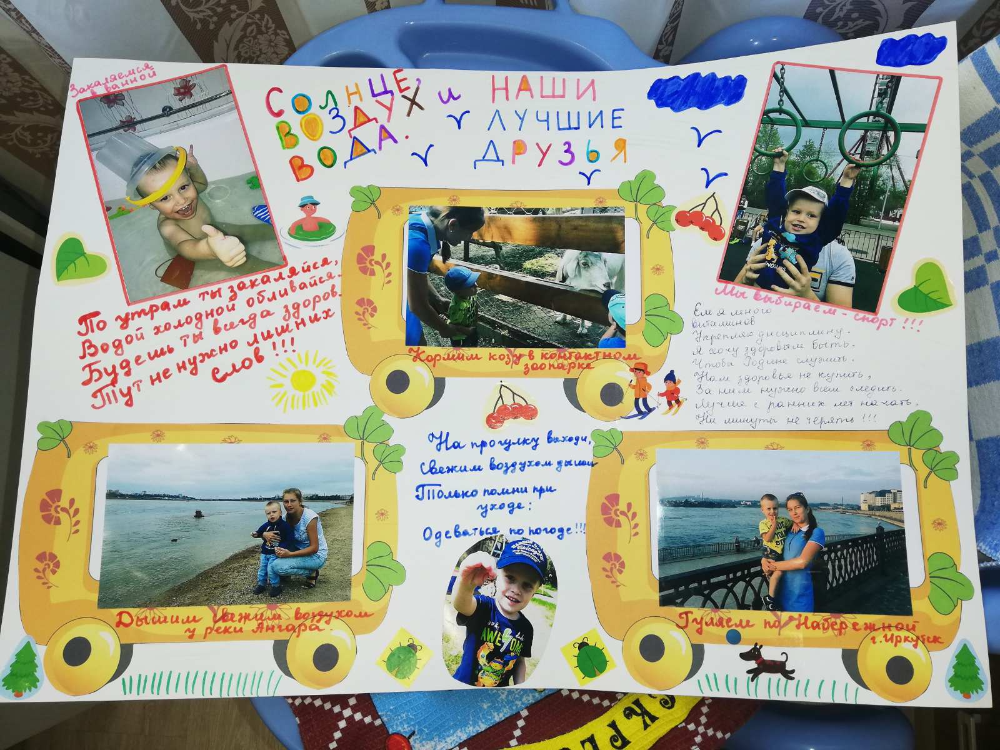 Закаляемся
в ванной
СОЛНЦЕ,
ВОЗДУХ и
ВОДА.
НАШИ
ЛУЧШИЕ
ДРУЗЬЯ
По утрам ты закаляйся,
Водой холодной обливайся.
Будешь ты всегда здоров.
Тут не нужно лишних
слов!!!
Кормим козу в контактном
зоопарке
Мы выбираем - спорт!!!
Ем я много
витаминов
Укрепляю дисциплину.
Я хочу здоровым быть.
Чтобы Родине служить.
Нам здоровья не купить,
За ним нужно всем следить.
Лучше с ранних лет начать,
Ни минуты не терять!!!
На прогулку выходи,
Свежим воздухом дыши
Только помни при
уходе:
Одеваться по погоде!!!
Дышим свежим воздухом
у реки Ангара.
Гуляем по Набережной
г.Иркутск
Chicago
AWESOME